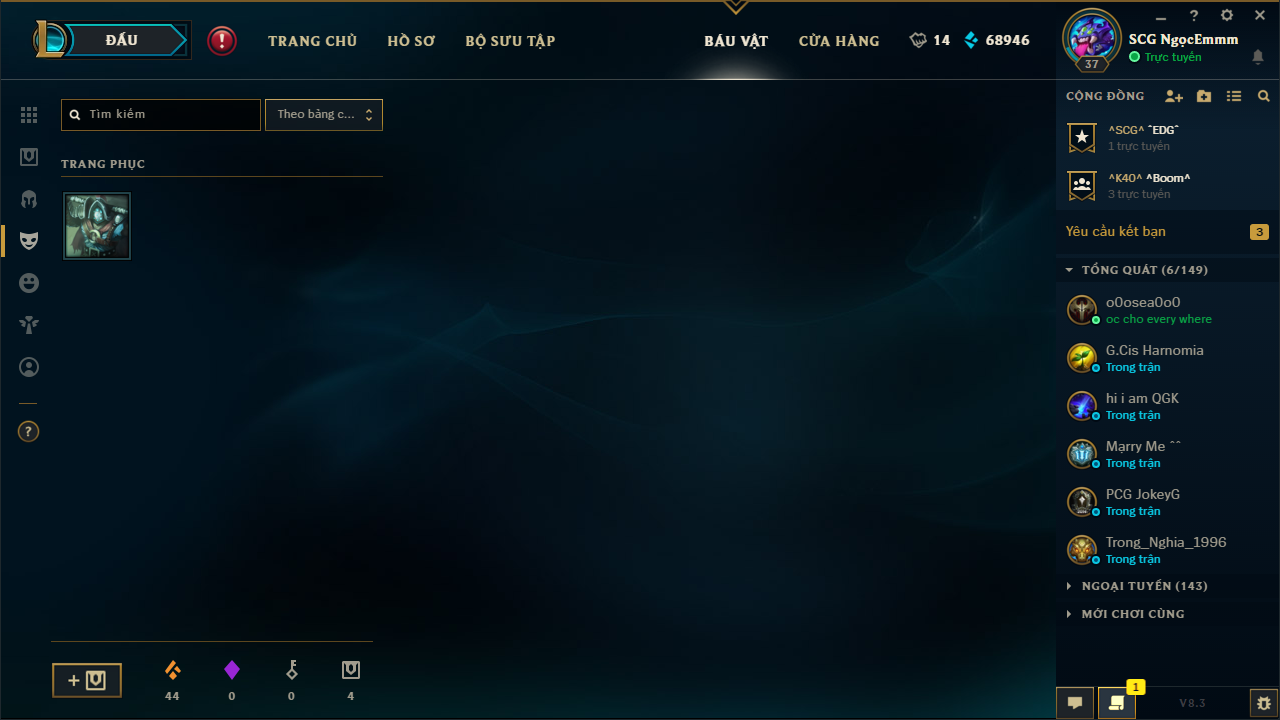 ĐẤU
TRANG CHỦ
HỒ SƠ
BỘ SƯU TẬP
BÁU VẬT
CỬA HÀNG
14
68946
SCG NgọcEmmm
Trực tuyến
37
Tìm kiếm
Theo bảng c...
TRANG PHỤC
CỘNG ĐỒNG
^SCG^ ˆEDGˆ
1 trực tuyến
^K40^ ^Boom^
3 trực tuyến
Yêu cầu kết bạn
3
TỔNG QUÁT (6/149)
o0osea0o0
oc cho every where
G.Cis Harnomia
Trong trận
hi i am QGK
Trong trận
Mạrry Me ˆˆ
Trong trận
PCG JokeyG
Trong trận
Trong_Nghia_1996
Trong trận
NGOẠI TUYẾN (143)
MỚI CHƠI CÙNG
44
0
0
4
1
V8.3